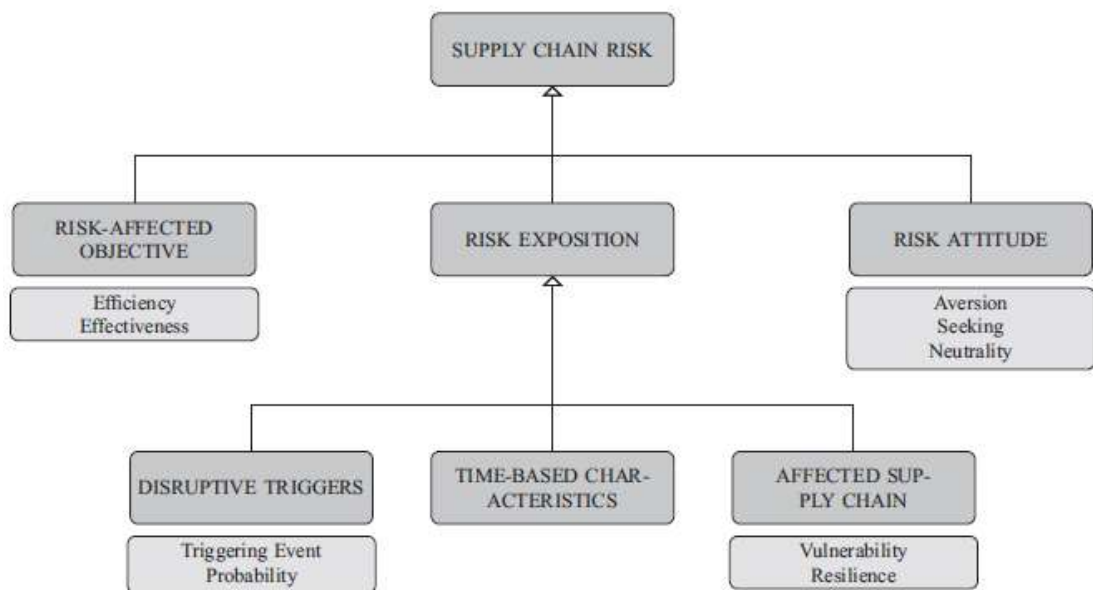 SUPPLY CHAIN RISK
RISK-AFFECTED
OBJECTIVE
Efficiency
Effectiveness
RISK EXPOSITION
RISK ATTITUDE
Aversion
Seeking
Neutrality
DISRUPTIVE TRIGGERS
Triggering Event
Probability
TIME-BASED CHAR-
ACTERISTICS
AFFECTED SUP-
PLY CHAIN
Vulnerability
Resilience